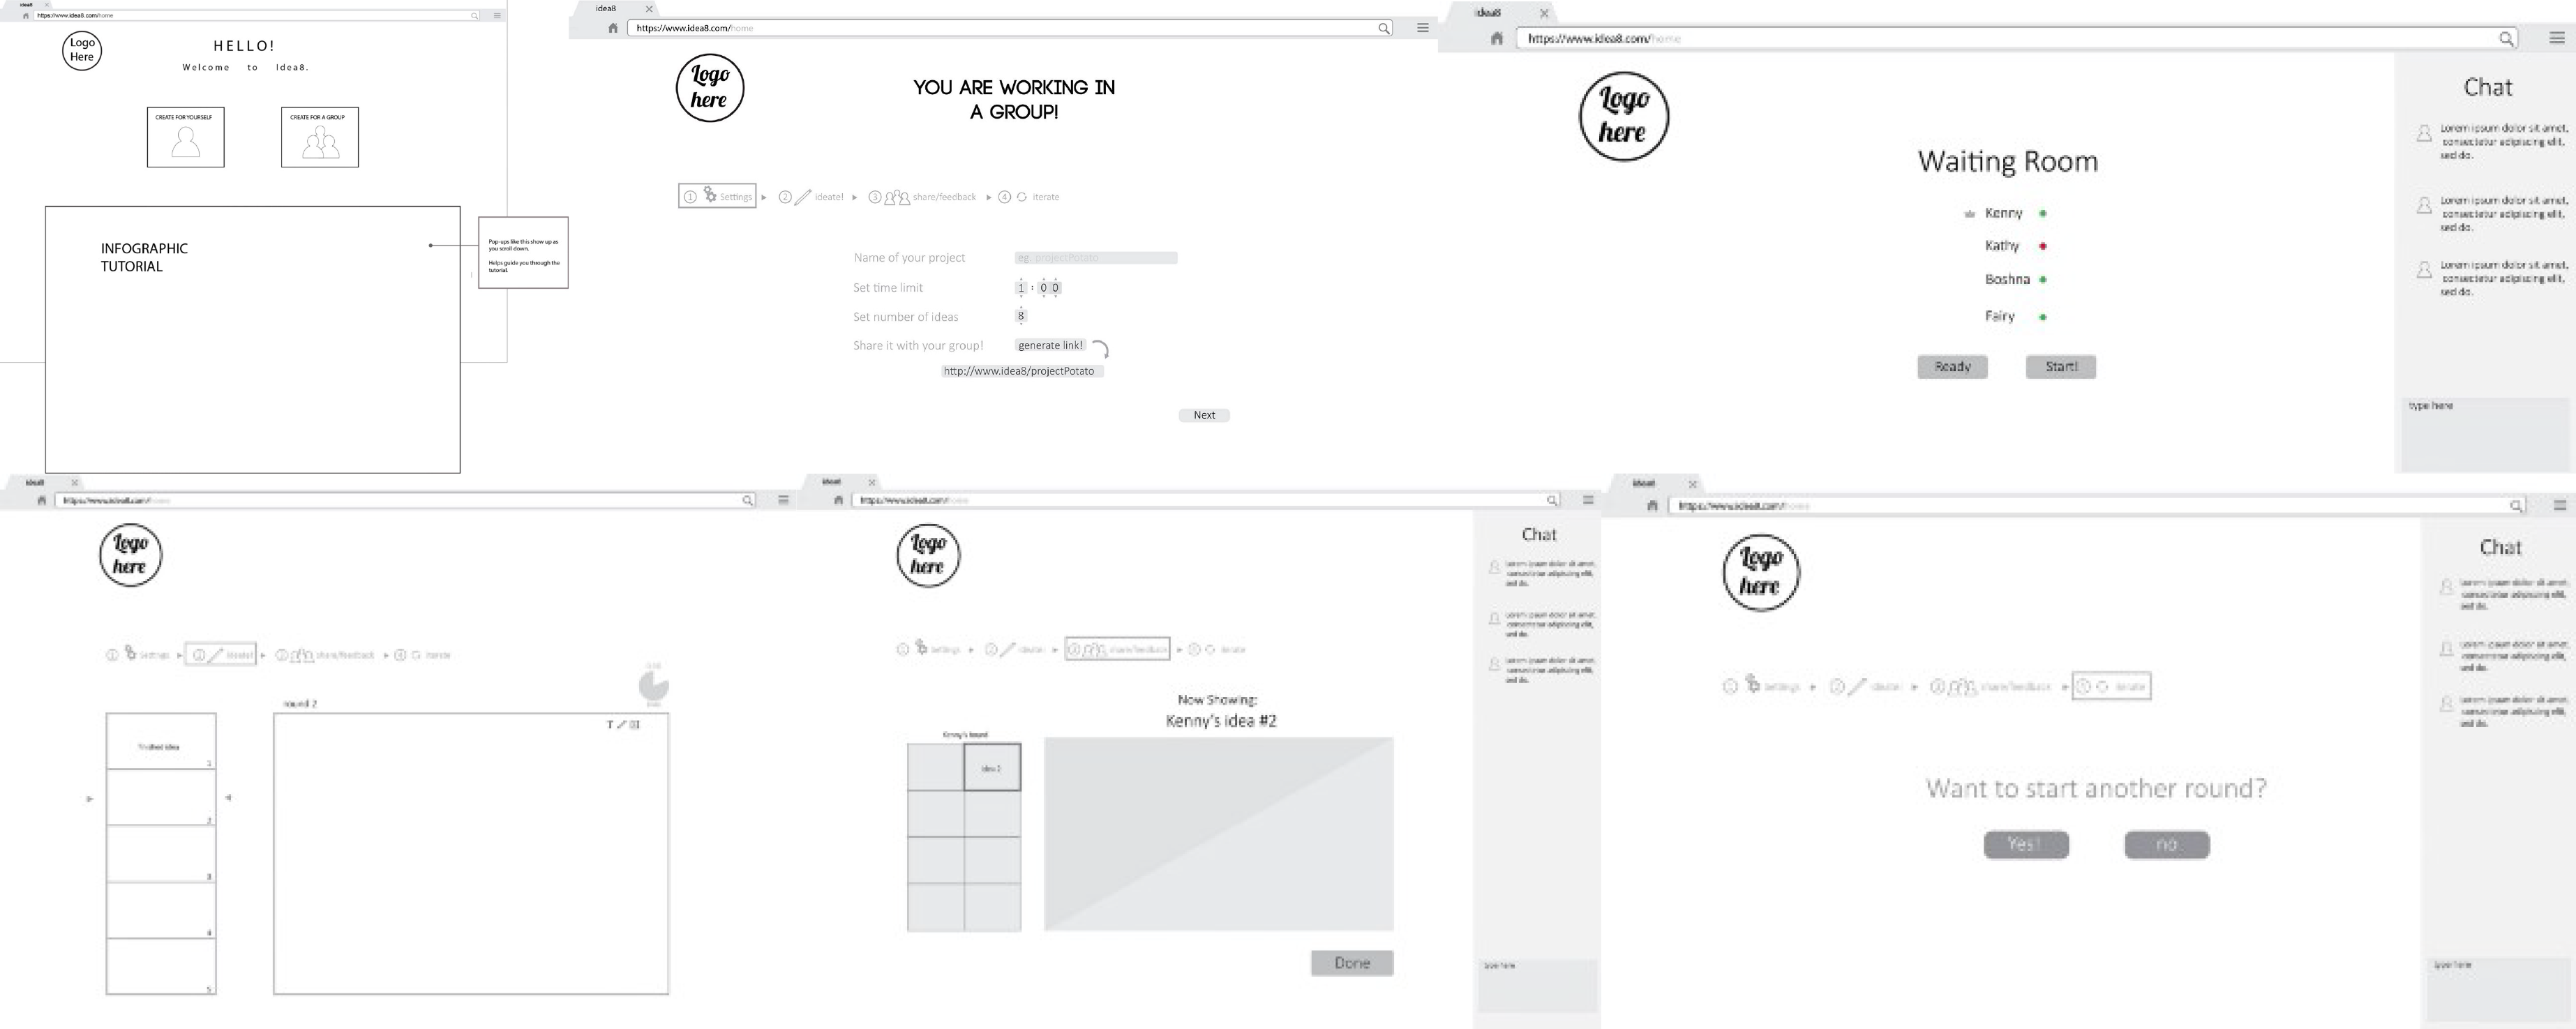 idea8
https://www.idea8.com/home
Logo
Here
HELLO!
Welcome to Idea8.
CREATE FOR YOURSELF
CREATE FOR A GROUP
INFOGRAPHIC
TUTORIAL
Pop-ups like this show up as
you scroll down.
Helps guide you through the
tutorial.
idea8
https://www.idea8.com/home
Logo
here
YOU ARE WORKING IN
A GROUP!
1 Settings 2 ideate! 3 share/feedback 4 iterate
Name of your project eg. projectPotato
Set time limit 1 : 0 0
Set number of ideas 8
Share it with your group! generate link!
http://www.idea8/projectPotato
Next
idea8
https://www.idea8.com/home
Logo
here
Waiting Room
Kenny
Kathy
Boshna
Fairy
Ready Start!
Chat
Lorem ipsum dolor sit amet,
consectetur adipiscing elit,
sed do.
Lorem ipsum dolor sit amet,
consectetur adipiscing elit,
sed do.
Lorem ipsum dolor sit amet,
consectetur adipiscing elit,
sed do.
type here
idea8
https://www.idea8.com/home
Logo
here
1 Settings 2 ideate! 3 share/feedback 4 iterate
round 2
Finished idea
1
2
3
4
5
T
idea8
https://www.idea8.com/home
Logo
here
1 settings 2 ideate! 3 share/feedback 4 iterate
Now Showing:
Kenny's idea #2
Kenny's round
idea 2
Done
Chat
Lorem ipsum dolor sit amet,
consectetur adipiscing elit,
sed do.
Lorem ipsum dolor sit amet,
consectetur adipiscing elit,
sed do.
Lorem ipsum dolor sit amet,
consectetur adipiscing elit,
sed do.
type here
idea8
https://www.idea8.com/home
Logo
here
1 settings 2 ideate! 3 share/feedback 4 iterate
Want to start another round?
Yes! no
Chat
Lorem ipsum dolor sit amet,
consectetur adipiscing elit,
sed do.
Lorem ipsum dolor sit amet,
consectetur adipiscing elit,
sed do.
Lorem ipsum dolor sit amet,
consectetur adipiscing elit,
sed do.
type here